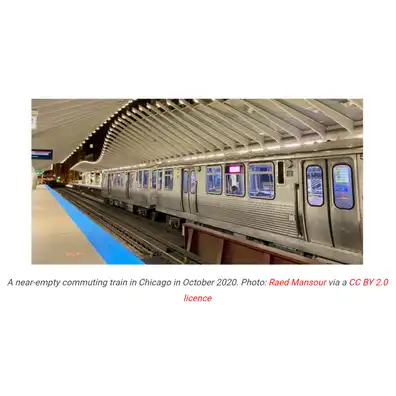 A near-empty commuting train in Chicago in October 2020. Photo: Raed Mansour via a CC BY 2.0
licence